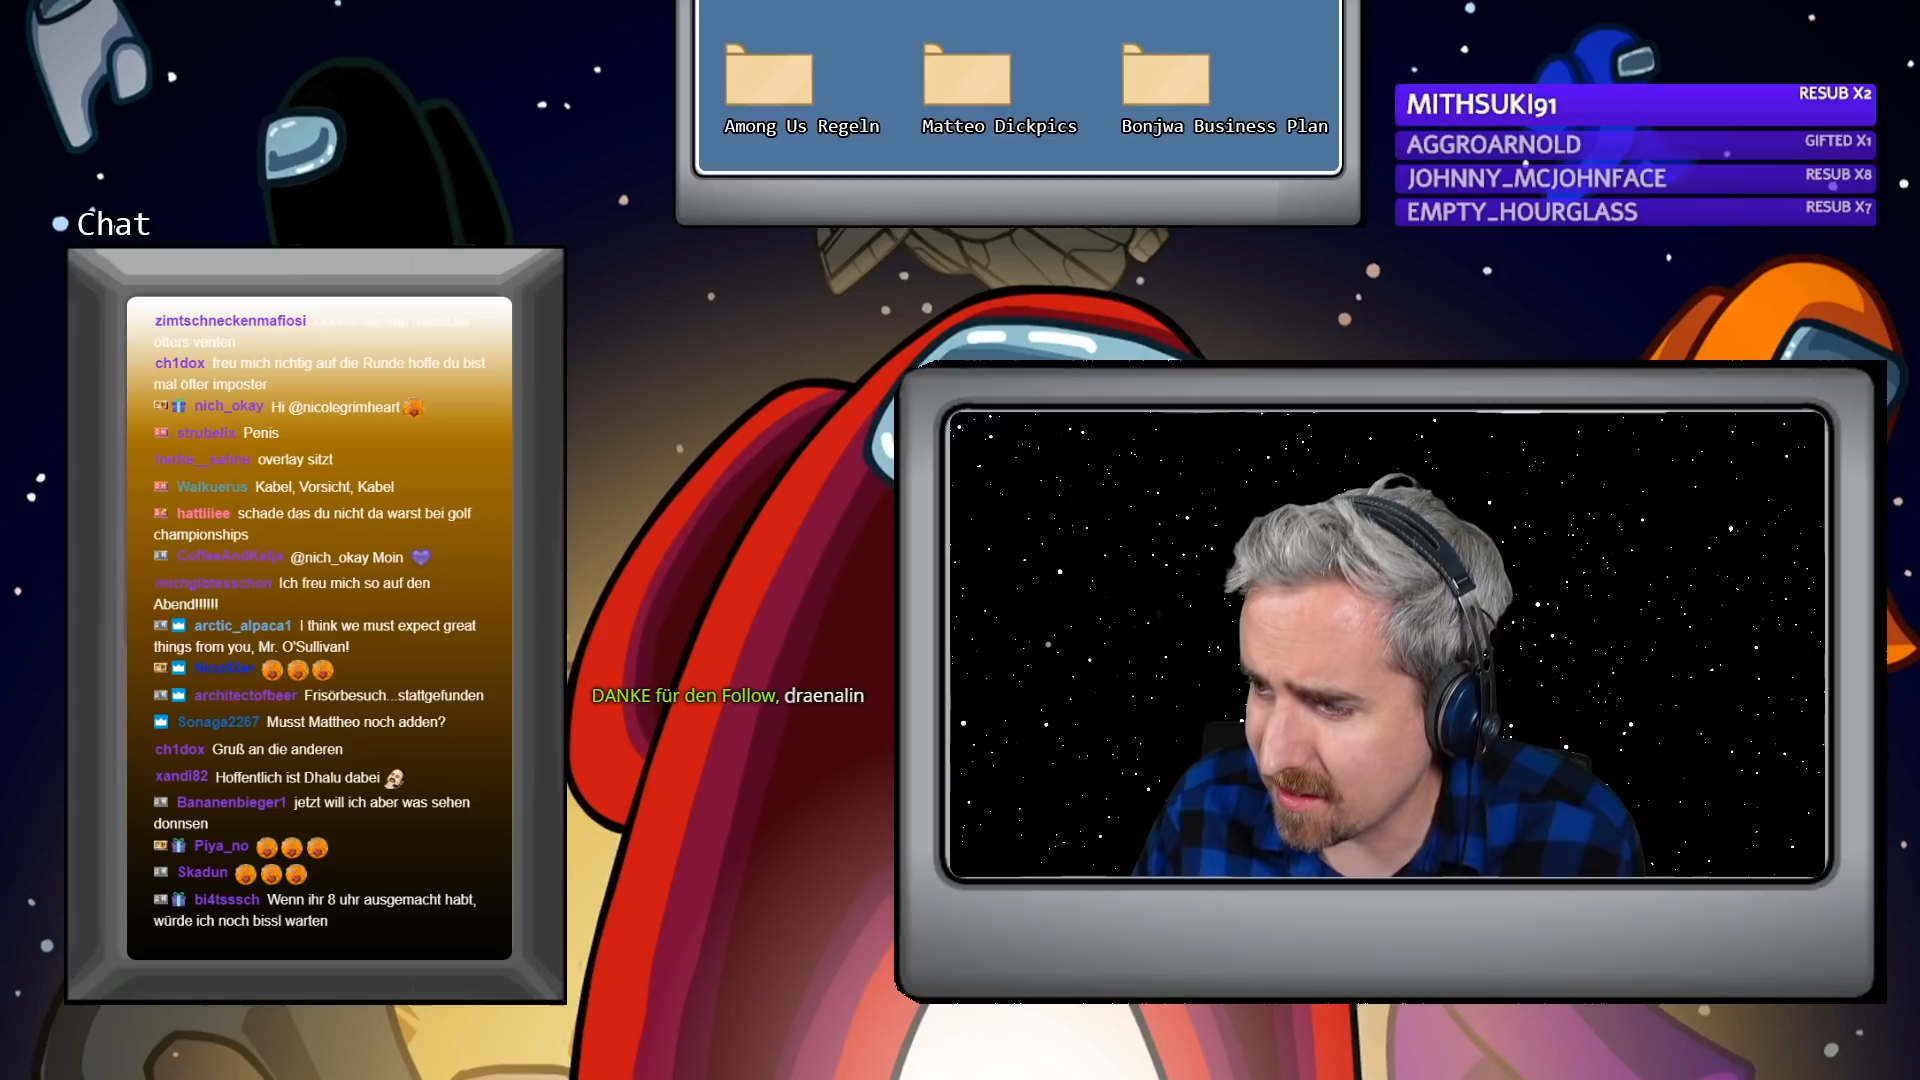 Among Us Regeln
Matteo Dickpics
Bonjwa Business Plan
MITHSUKI91
RESUB X2
AGGROARNOLD
GIFTED X1
JOHNNY_MCJOHNFACE
RESUB X8
EMPTY_HOURGLASS
RESUB X7
Chat
zimtschneckenmafiosi
öfters venten
ch1dox freu mich richtig auf die Runde hoffe du bist
mal öfter imposter
nich_okay Hi @nicolegrimheart
strubelix Penis
overlay sitzt
Walkuerus Kabel, Vorsicht, Kabel
hattiiiee schade das du nicht da warst bei golf
championships
CoffeeAndKatja @nich_okay Moin
michgibtesschon Ich freu mich so auf den
Abend!!!!!!
arctic_alpaca1 I think we must expect great
things from you, Mr. O'Sullivan!
architectofbeer Frisörbesuch...stattgefunden
Sonaga2267 Musst Mattheo noch adden?
ch1dox Gruß an die anderen
xandi82 Hoffentlich ist Dhalu dabei
Bananenbieger1 jetzt will ich aber was sehen
donnsen
Piya_no
Skadun
bi4tsssch Wenn ihr 8 uhr ausgemacht habt,
würde ich noch bissl warten
DANKE für den Follow, draenalin